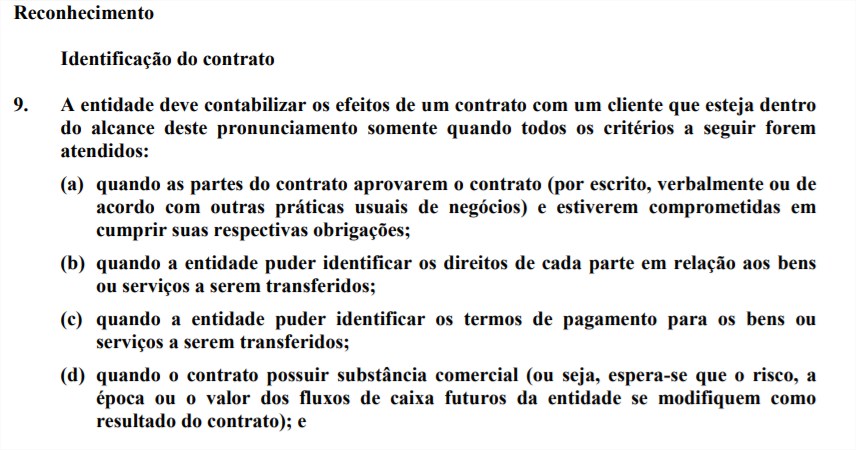 Reconhecimento
Identificação do contrato
9. A entidade deve contabilizar os efeitos de um contrato com um cliente que esteja dentro
do alcance deste pronunciamento somente quando todos os critérios a seguir forem
atendidos:
(a) quando as partes do contrato aprovarem o contrato (por escrito, verbalmente ou de
acordo com outras práticas usuais de negócios) e estiverem comprometidas em
cumprir suas respectivas obrigações;
(b) quando a entidade puder identificar os direitos de cada parte em relação aos bens
ou serviços a serem transferidos;
(c) quando a entidade puder identificar os termos de pagamento para os bens ou
serviços a serem transferidos;
(d) quando o contrato possuir substância comercial (ou seja, espera-se que o risco, a
época ou o valor dos fluxos de caixa futuros da entidade se modifiquem como
resultado do contrato); e